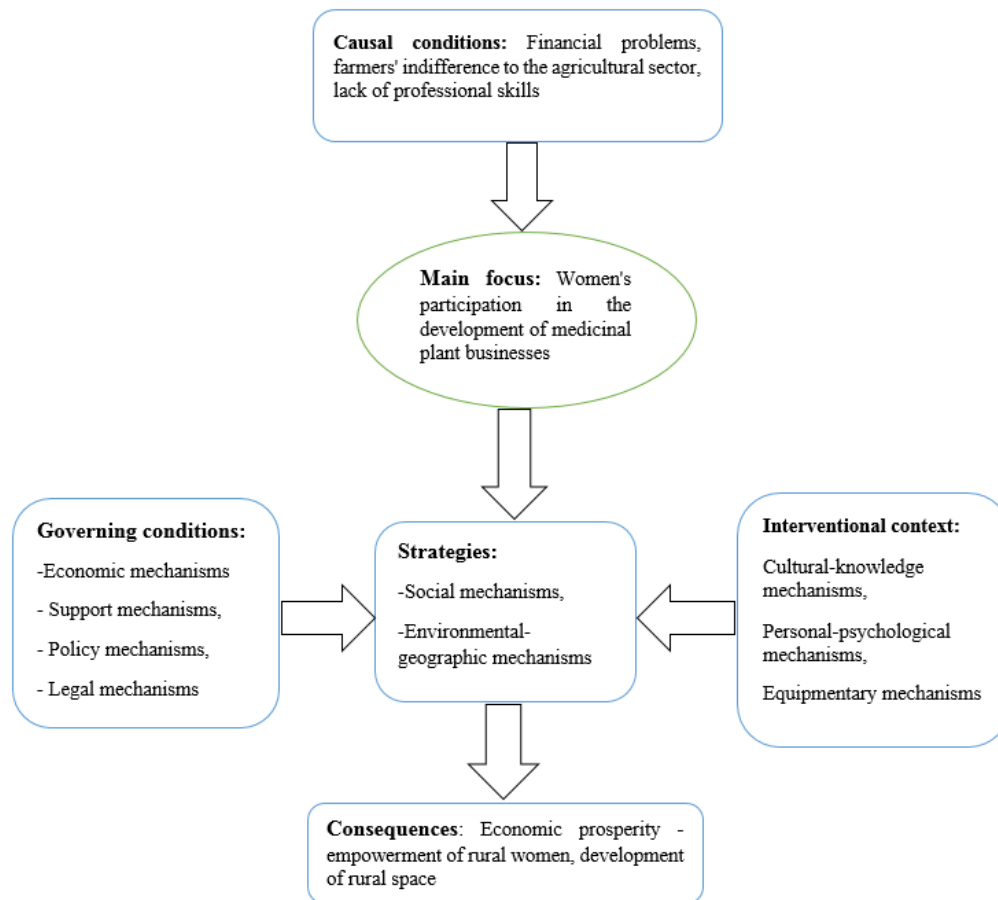 Causal conditions: Financial problems,
farmers' indifference to the agricultural sector,
lack of professional skills
Main focus: Women's
participation in the
development of medicinal
plant businesses
Governing conditions:
-Economic mechanisms
- Support mechanisms,
- Policy mechanisms,
- Legal mechanisms
Strategies:
-Social mechanisms,
-Environmental-
geographic mechanisms
Interventional context:
Cultural-knowledge
mechanisms,
Personal-psychological
mechanisms,
Equipmentary mechanisms
Consequences: Economic prosperity -
empowerment of rural women, development
of rural space